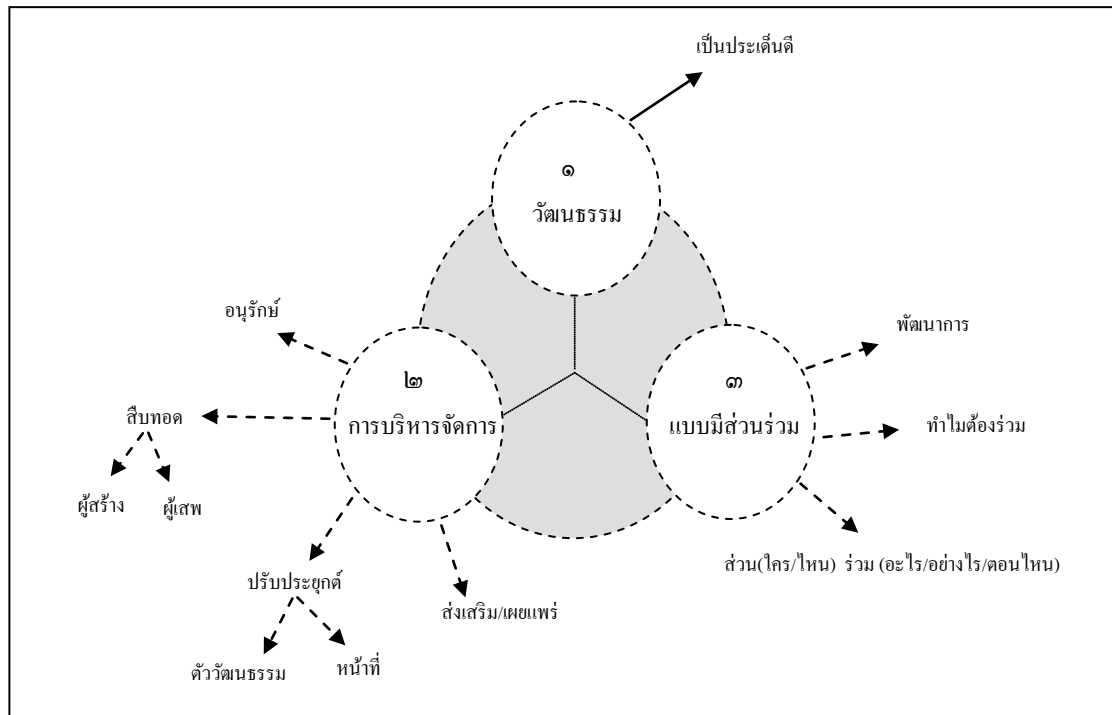 เป็นประเด็นดี
๑
วัฒนธรรม
อนุรักษ์
๒
การบริหารจัดการ
สืบทอด
ผู้สร้าง
ผู้เสพ
ปรับประยุกต์
ตัววัฒนธรรม
หน้าที่
ส่งเสริม/เผยแพร่
๓
แบบมีส่วนร่วม
พัฒนาการ
ทำไมต้องร่วม
ส่วน(ใคร/ไหน) ร่วม (อะไร/อย่างไร/ตอนไหน)